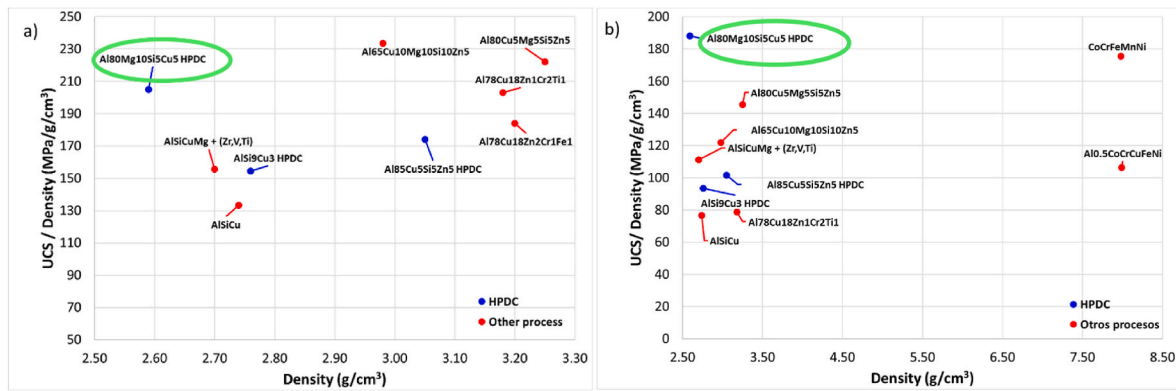 a)
UCS/ Density (MPa/g/cm³)
250
230
210
190
170
150
130
110
90
70
50
Al80Mg10Si5Cu5 HPDC
Al65Cu10Mg10Si10Zn5
Al80Cu5Mg5Si5Zn5
Al78Cu18Zn1Cr2Ti1
Al78Cu18Zn2Cr1Fe1
AlSiCuMg + (Zr,V,Ti)
AlSi9Cu3 HPDC
Al85Cu5Si5Zn5 HPDC
AlSiCu
HPDC
Other process
2.50 2.60 2.70 2.80 2.90 3.00 3.10 3.20 3.30
Density (g/cm³)
b)
UCS / Density (MPa/g/cm³)
200
180
160
140
120
100
80
60
40
20
0
Al80Mg10Si5Cu5 HPDC
CoCrFeMnNi
Al80Cu5Mg5Si5Zn5
Al65Cu10Mg10Si10Zn5
AlSiCuMg + (Zr,V,Ti)
Al0.5CoCrCuFeNi
Al85Cu5Si5Zn5 HPDC
AlSi9Cu3 HPDC
Al78Cu18Zn1Cr2Ti1
AlSiCu
HPDC
Otros procesos
2.50 3.50 4.50 5.50 6.50 7.50 8.50
Density (g/cm³)